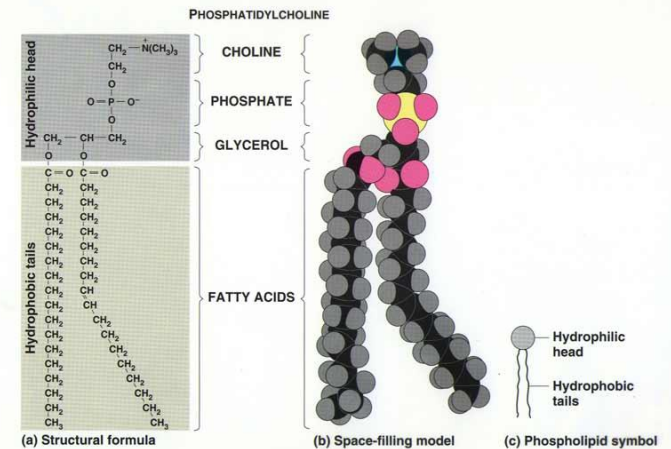 PHOSPHATIDYLCHOLINE
Hydrophilic head
CH2—N(CH3)3
+
CH2
O
O=P—O-
O
CH2—CH—CH2
O O
CHOLINE
PHOSPHATE
GLYCEROL
Hydrophobic tails
C=O C=O
CH2 CH2
CH2 CH2
CH2 CH2
CH2 CH2
CH2 CH2
CH2 CH2
CH2 CH2
CH2 CH
CH2 CH
CH2 CH2
CH2 CH2
CH2 CH2
CH2 CH2
CH2 CH2
CH2 CH2
CH2 CH2
CH3 CH3
FATTY ACIDS
Hydrophilic
head
Hydrophobic
tails
(a) Structural formula
(b) Space-filling model
(c) Phospholipid symbol